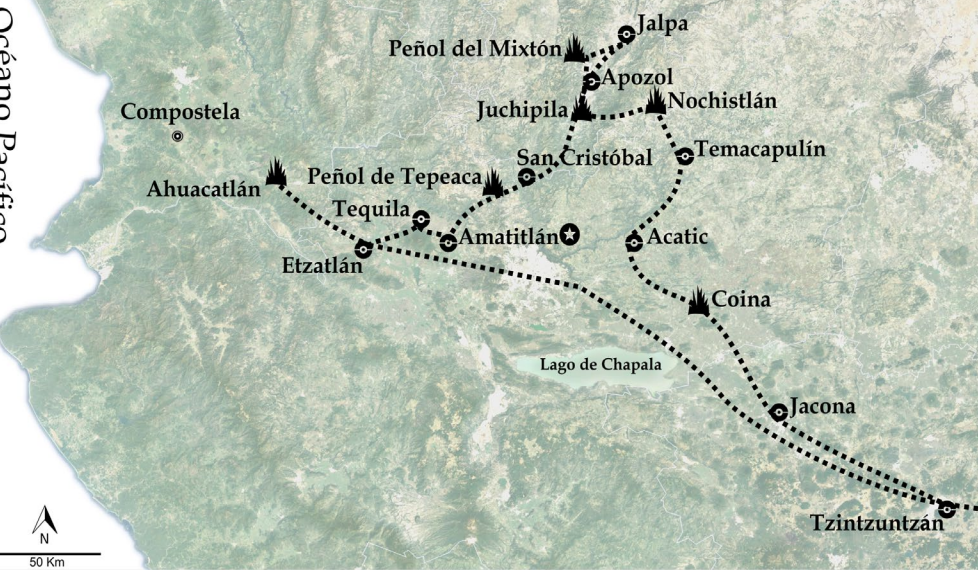 Océano Pacífico
Jalpa
Peñol del Mixtón
Apozol
Juchipila
Nochistlán
Compostela
San Cristóbal
Temacapulín
Ahuacatlán
Peñol de Tepeaca
Tequila
Amatitlán
Acatic
Etzatlán
Coina
Lago de Chapala
Jacona
Tzintzuntzán
N
50 Km